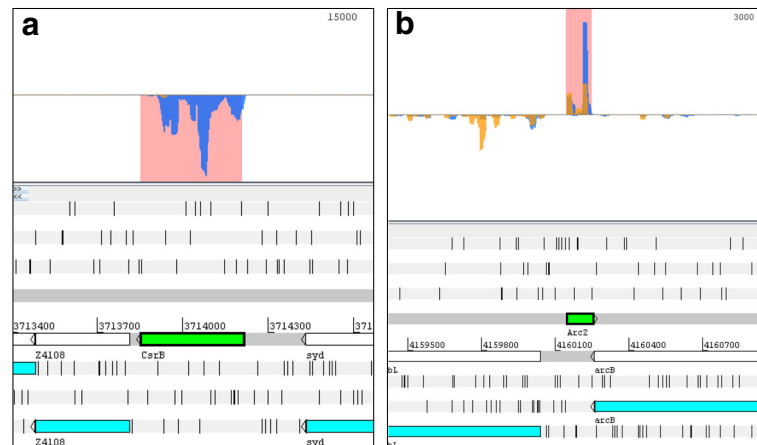 a
15000
>>
<<
3713400 3713700 3714000 3714300 371
Z4108 CsrB syd
Z4108 syd
b
3000
ArcZ
4159500 4159800 4160100 4160400 4160700
bL arcB
arcB
bl